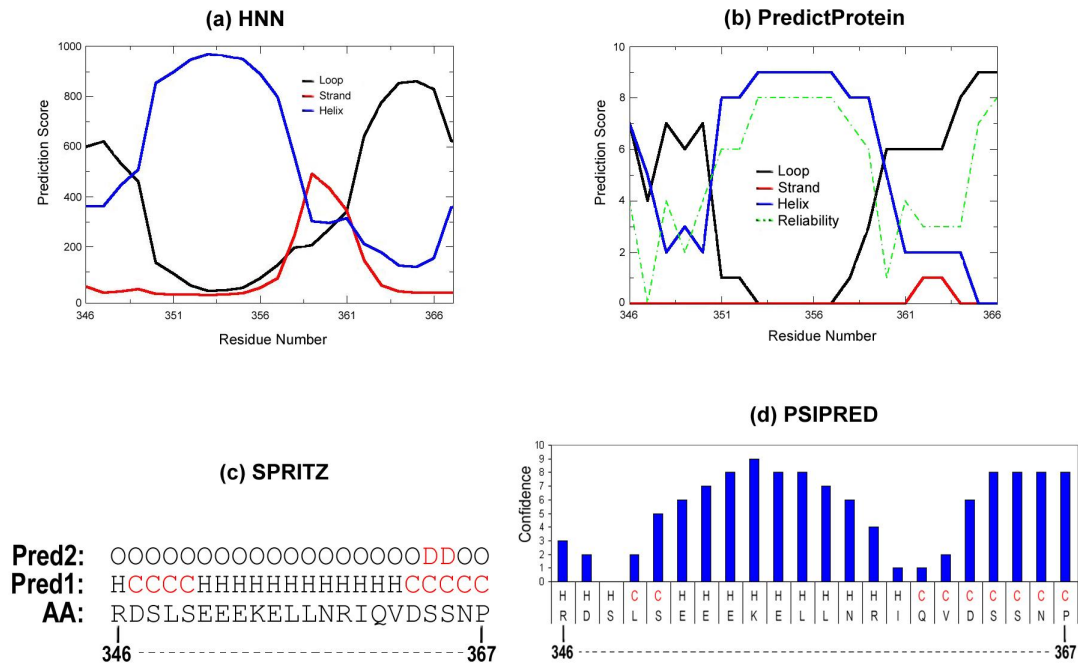 (a) HNN
1000
800
600
400
200
0
Prediction Score
Loop
Strand
Helix
346 351 356 361 366
Residue Number
(b) PredictProtein
10
8
6
4
2
0
Prediction Score
Loop
Strand
Helix
Reliability
346 351 356 361 366
Residue Number
(c) SPRITZ
Pred2: OOOOOOOOOOOOOOOOOODDOO
Pred1: HCCCCHHHHHHHHHHHHCCCCC
AA: RDSLSEEEKELLNRIQVDSSNP
346 367
(d) PSIPRED
10
9
8
7
6
5
4
3
2
1
0
Confidence
H H H C C H H H H H H H H H H C C C C C C C
R D S L S E E E K E L L N R I Q V D S S N P
346 367